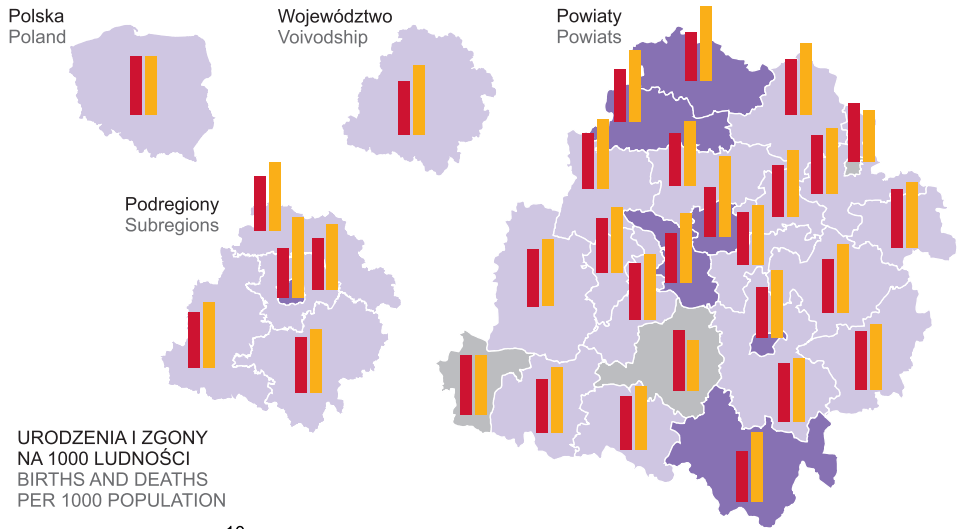 Polska
Poland
Województwo
Voivodship
Powiaty
Powiats
Podregiony
Subregions
URODZENIA I ZGONY
NA 1000 LUDNOŚCI
BIRTHS AND DEATHS
PER 1000 POPULATION